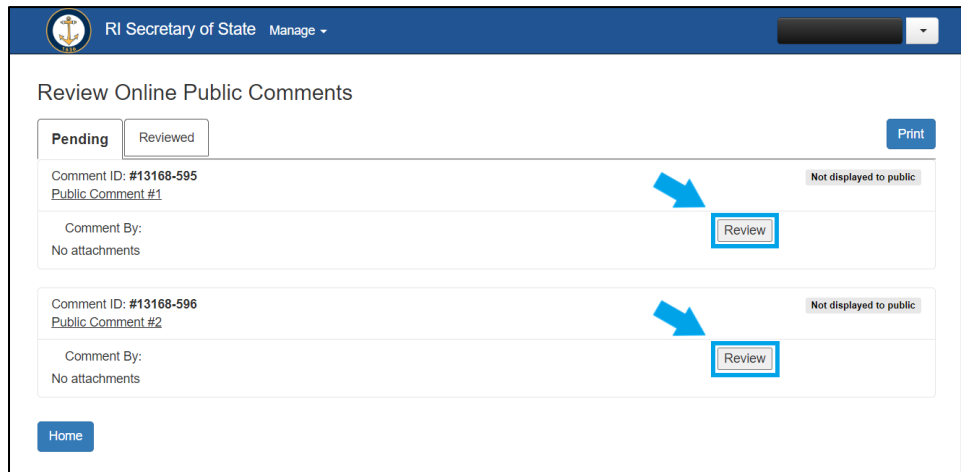 RI Secretary of State Manage
Review Online Public Comments
Pending Reviewed Print
Comment ID: #13168-595 Not displayed to public
Public Comment #1
Comment By: Review
No attachments
Comment ID: #13168-596 Not displayed to public
Public Comment #2
Comment By: Review
No attachments
Home